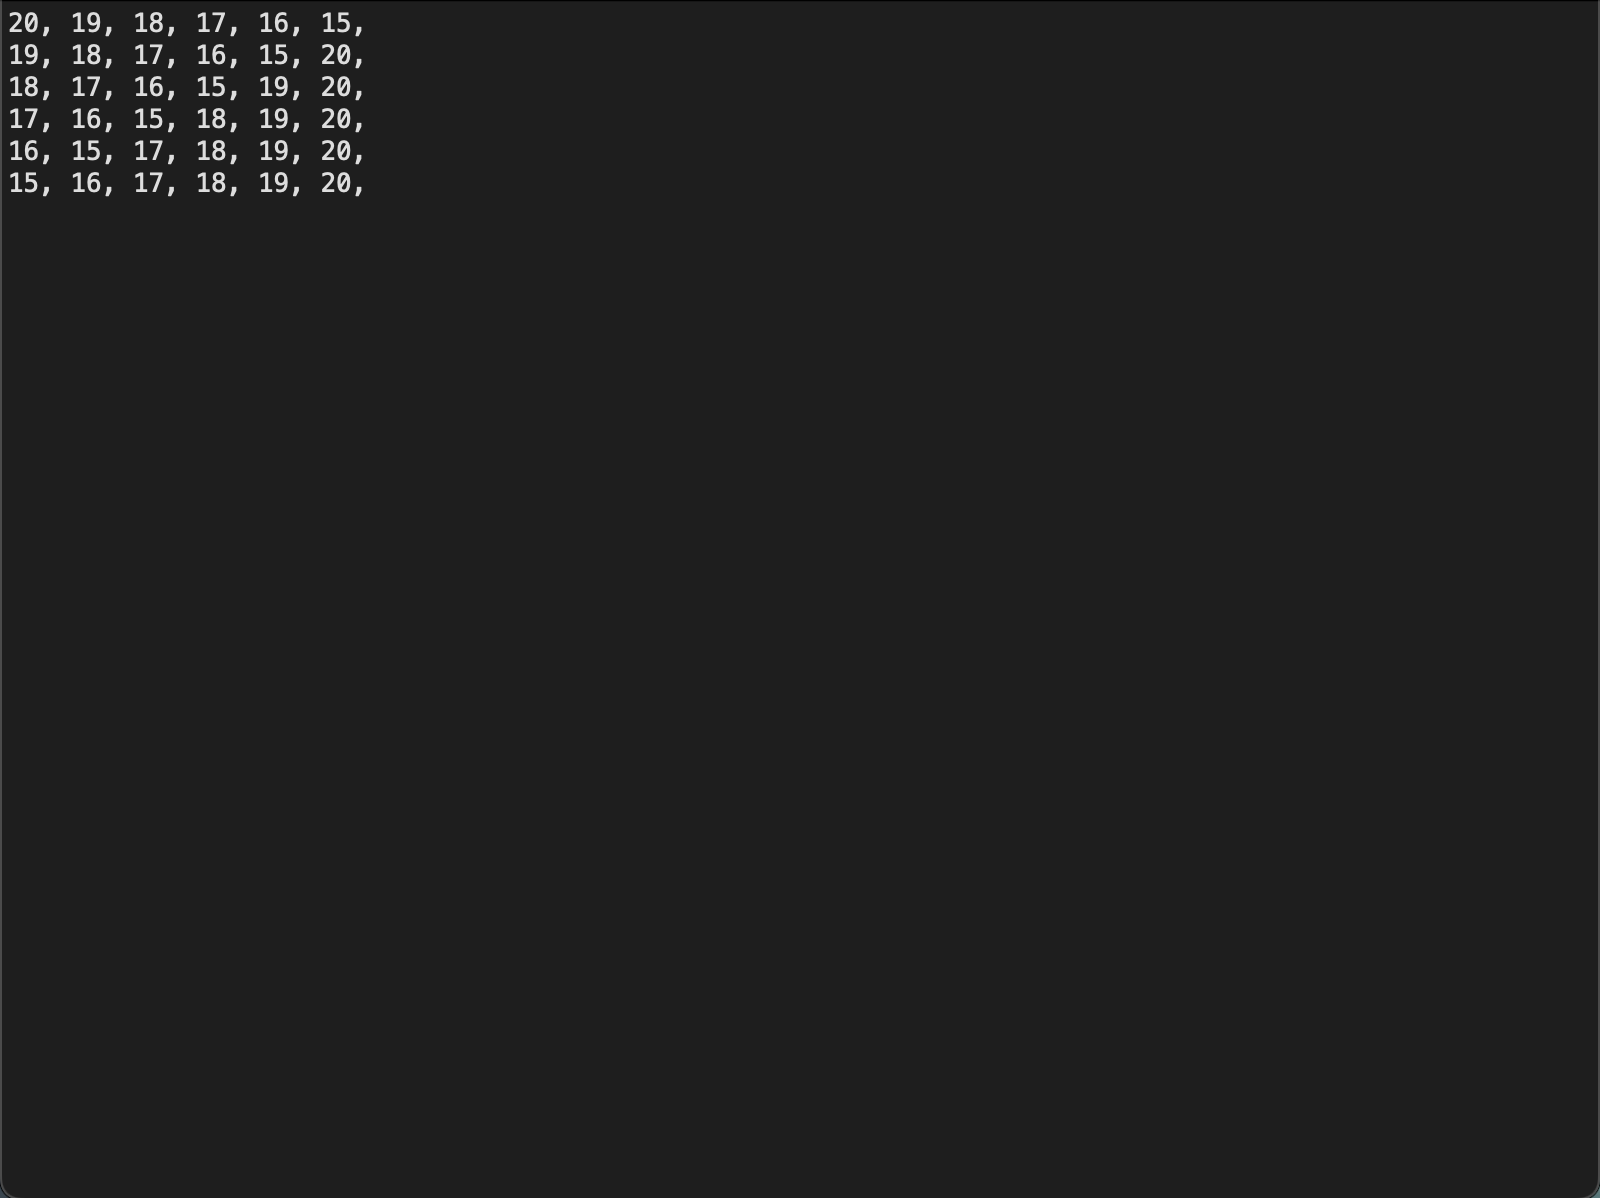 20, 19, 18, 17, 16, 15,
19, 18, 17, 16, 15, 20,
18, 17, 16, 15, 19, 20,
17, 16, 15, 18, 19, 20,
16, 15, 17, 18, 19, 20,
15, 16, 17, 18, 19, 20,